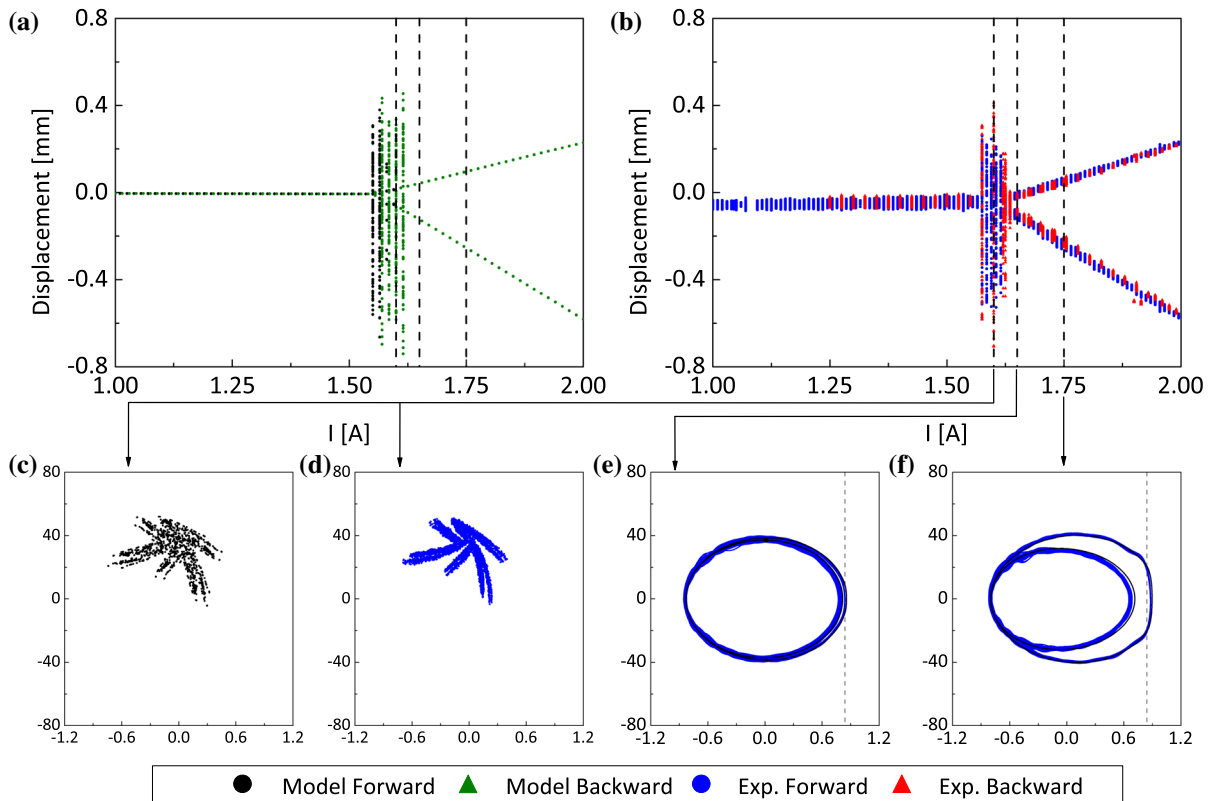 (a)
(b)
Displacement [mm]
0.8
0.4
0.0
-0.4
-0.8
1.00 1.25 1.50 1.75 2.00
I [A]
Displacement [mm]
0.8
0.4
0.0
-0.4
-0.8
1.00 1.25 1.50 1.75 2.00
I [A]
(c)
80
40
0
-40
-80
-1.2 -0.6 0.0 0.6 1.2
(d)
80
40
0
-40
-80
-1.2 -0.6 0.0 0.6 1.2
(e)
80
40
0
-40
-80
-1.2 -0.6 0.0 0.6 1.2
(f)
80
40
0
-40
-80
-1.2 -0.6 0.0 0.6 1.2
Model Forward Model Backward Exp. Forward Exp. Backward